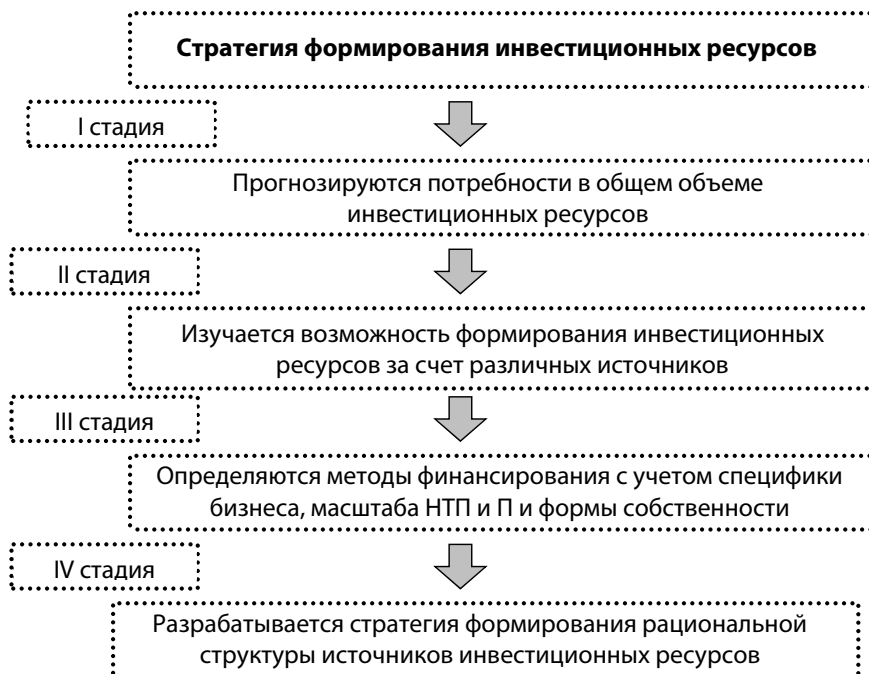 Стратегия формирования инвестиционных ресурсов
I стадия
Прогнозируются потребности в общем объеме
инвестиционных ресурсов
II стадия
Изучается возможность формирования инвестиционных
ресурсов за счет различных источников
III стадия
Определяются методы финансирования с учетом специфики
бизнеса, масштаба НТП и П и формы собственности
IV стадия
Разрабатывается стратегия формирования рациональной
структуры источников инвестиционных ресурсов